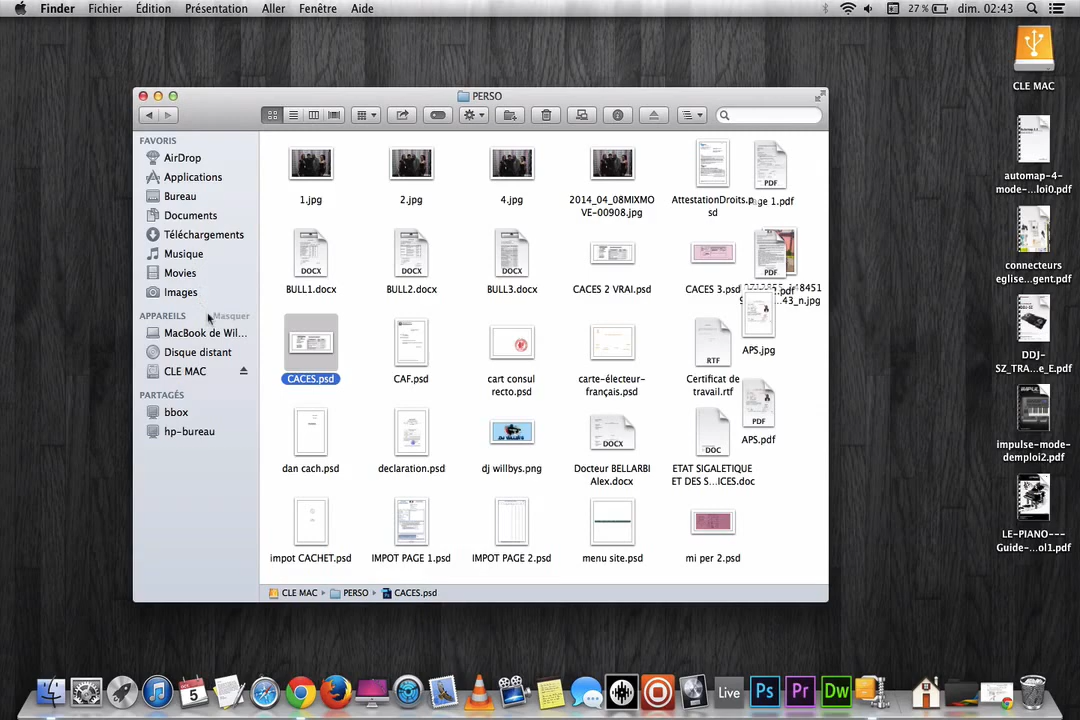 Finder Fichier Édition Présentation Aller Fenêtre Aide 27 % dim. 02:43
PERSO
FAVORIS
AirDrop
Applications
Bureau
Documents
Téléchargements
Musique
Movies
Images
APPAREILS Masquer
MacBook de Wil...
Disque distant
CLE MAC
PARTAGÉS
bbox
hp-bureau
1.jpg
2.jpg
4.jpg
2014_04_08MIXMO
VE-00908.jpg
AttestationDroits.p
sd
PDF
1.pdf
DOCX
BULL1.docx
DOCX
BULL2.docx
DOCX
BULL3.docx
CACES 2 VRAI.psd
CACES 3.psd
PDF
43_n.jpg
CACES.psd
CAF.psd
cart consul
recto.psd
carte-électeur-
français.psd
RTF
Certificat de
travail.rtf
APS.jpg
dan cach.psd
declaration.psd
dj willbys.png
DOCX
Docteur BELLARBI
Alex.docx
DOC
ETAT SIGALETIQUE
ET DES S...ICES.doc
PDF
APS.pdf
impot CACHET.psd
IMPOT PAGE 1.psd
IMPOT PAGE 2.psd
menu site.psd
mi per 2.psd
CLE MAC PERSO CACES.psd
CLE MAC
automap-4-
mode-...loi0.pdf
connecteurs
eglise...gent.pdf
DDJ-
SZ_TRA...e_E.pdf
impulse-mode-
demploi2.pdf
LE-PIANO---
Guide-...ol1.pdf
5
Live
Ps
Pr
Dw